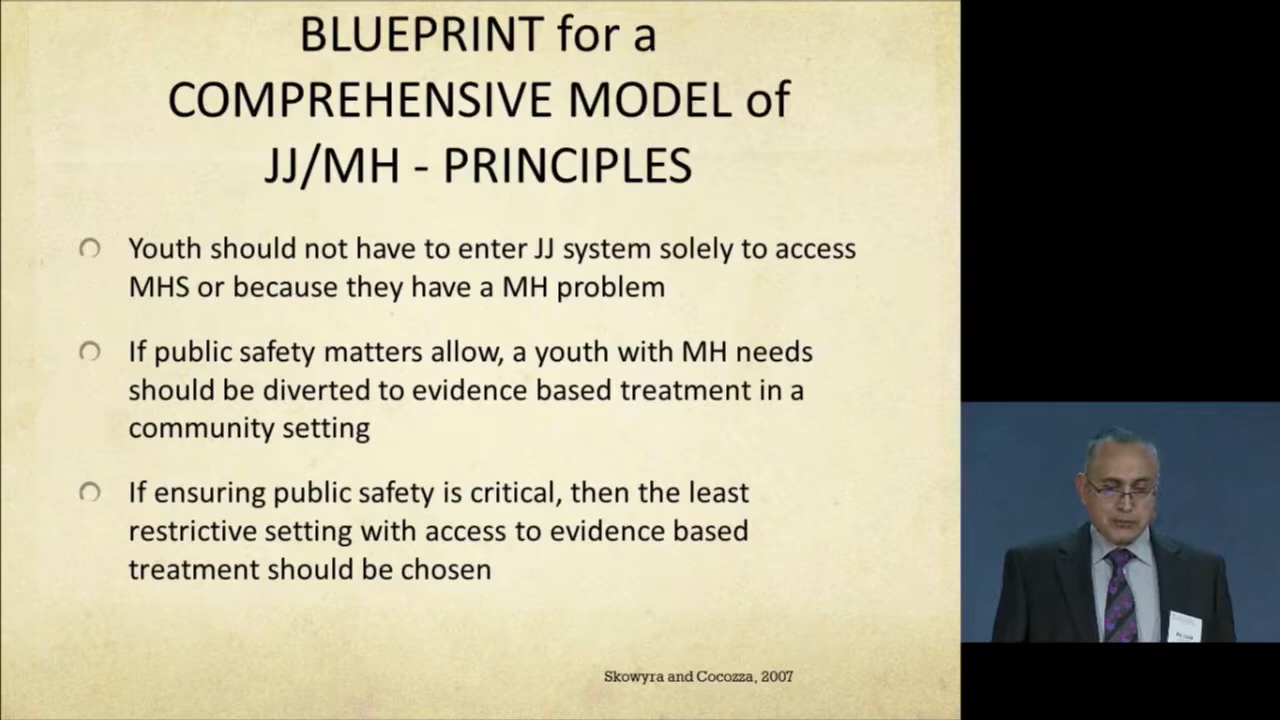 BLUEPRINT for a
COMPREHENSIVE MODEL of
JJ/MH - PRINCIPLES
Youth should not have to enter JJ system solely to access
MHS or because they have a MH problem
If public safety matters allow, a youth with MH needs
should be diverted to evidence based treatment in a
community setting
If ensuring public safety is critical, then the least
restrictive setting with access to evidence based
treatment should be chosen
Skowyra and Cocozza, 2007